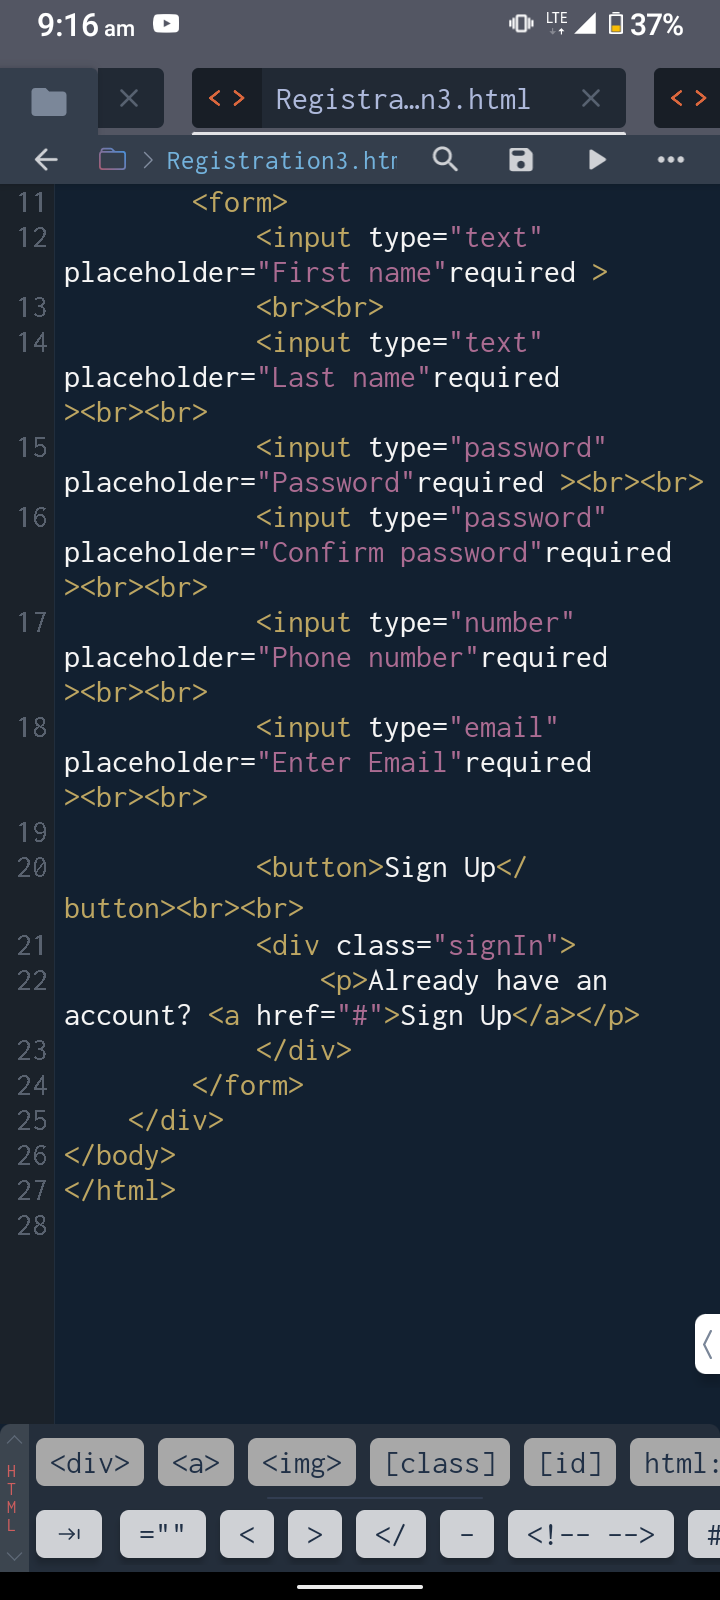 9:16 am LTE 37%
< > Registra…n3.html × < >
Registration3.htm
11 <form>
12 <input type="text"
placeholder="First name"required >
13 <br><br>
14 <input type="text"
placeholder="Last name"required
><br><br>
15 <input type="password"
placeholder="Password"required ><br><br>
16 <input type="password"
placeholder="Confirm password"required
><br><br>
17 <input type="number"
placeholder="Phone number"required
><br><br>
18 <input type="email"
placeholder="Enter Email"required
><br><br>
19
20 <button>Sign Up</
button><br><br>
21 <div class="signIn">
22 <p>Already have an
account? <a href="#">Sign Up</a></p>
23 </div>
24 </form>
25 </div>
26 </body>
27 </html>
28
HTML
<div> <a> <img> [class] [id] html:
="" < > </ - <!-- --> #